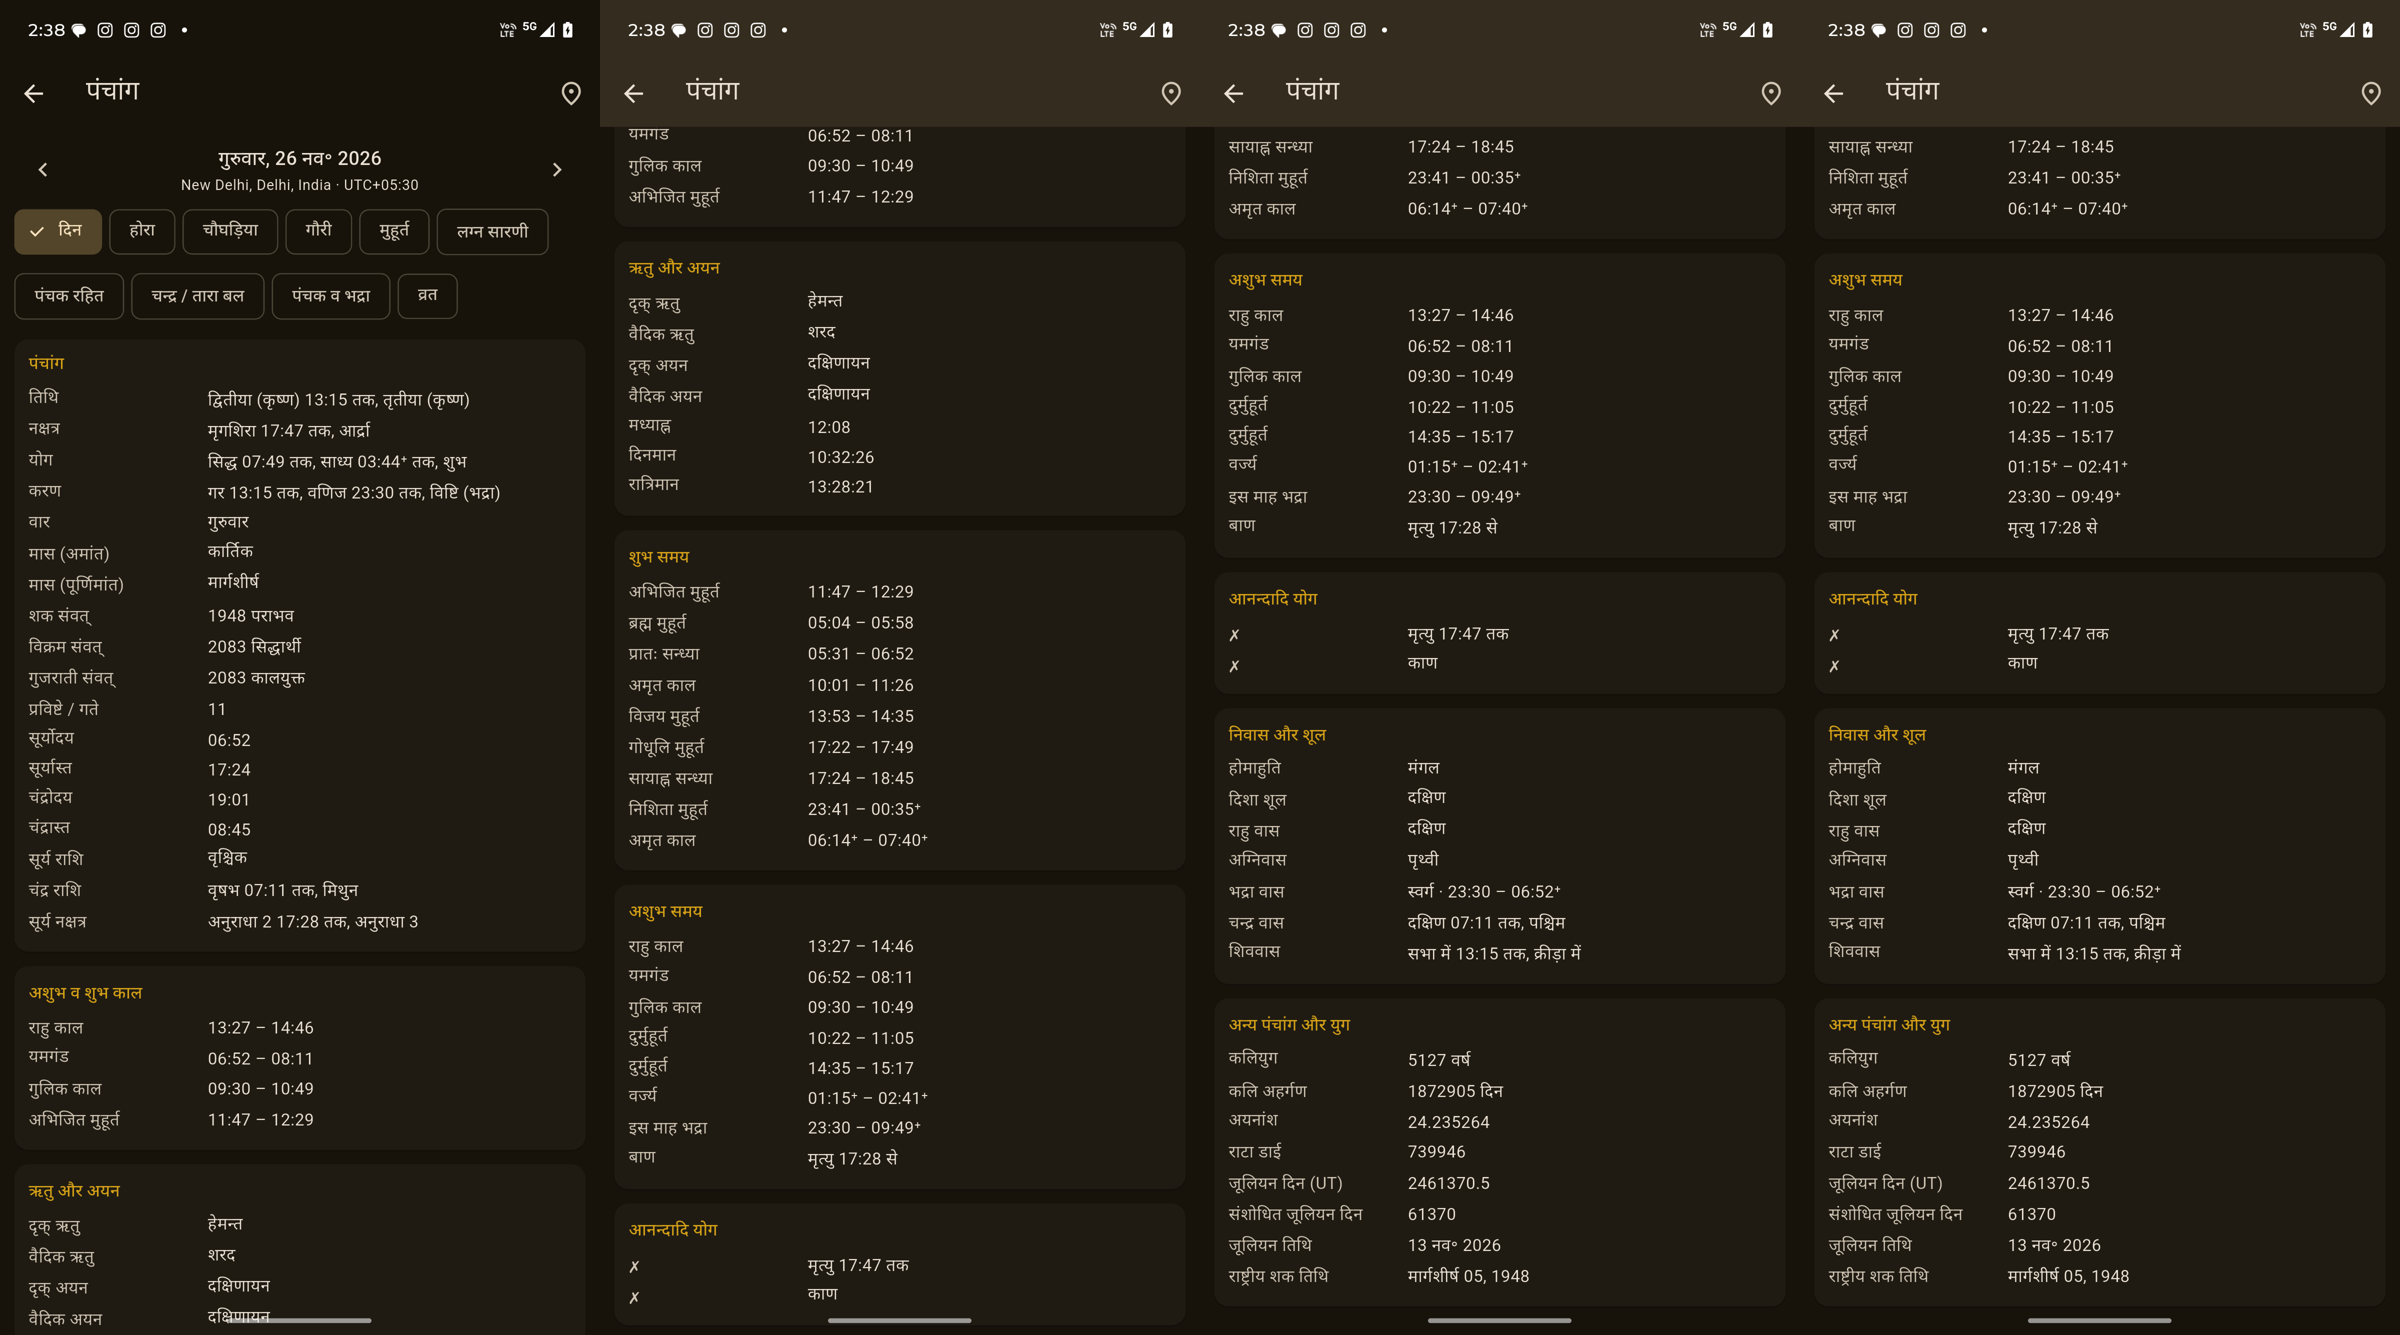 2:38
Vo) LTE 5G
पंचांग
गुरुवार, 26 नव॰ 2026
New Delhi, Delhi, India · UTC+05:30
दिन होरा चौघड़िया गौरी मुहूर्त लग्न सारणी
पंचक रहित चन्द्र / तारा बल पंचक व भद्रा व्रत
पंचांग
तिथि द्वितीया (कृष्ण) 13:15 तक, तृतीया (कृष्ण)
नक्षत्र मृगशिरा 17:47 तक, आर्द्रा
योग सिद्ध 07:49 तक, साध्य 03:44⁺ तक, शुभ
करण गर 13:15 तक, वणिज 23:30 तक, विष्टि (भद्रा)
वार गुरुवार
मास (अमांत) कार्तिक
मास (पूर्णिमांत) मार्गशीर्ष
शक संवत् 1948 पराभव
विक्रम संवत् 2083 सिद्धार्थी
गुजराती संवत् 2083 कालयुक्त
प्रविष्टे / गते 11
सूर्योदय 06:52
सूर्यास्त 17:24
चंद्रोदय 19:01
चंद्रास्त 08:45
सूर्य राशि वृश्चिक
चंद्र राशि वृषभ 07:11 तक, मिथुन
सूर्य नक्षत्र अनुराधा 2 17:28 तक, अनुराधा 3
अशुभ व शुभ काल
राहु काल 13:27 – 14:46
यमगंड 06:52 – 08:11
गुलिक काल 09:30 – 10:49
अभिजित मुहूर्त 11:47 – 12:29
ऋतु और अयन
दृक् ऋतु हेमन्त
वैदिक ऋतु शरद
दृक् अयन दक्षिणायन
वैदिक अयन दक्षिणायन
2:38
Vo) LTE 5G
पंचांग
यमगंड 06:52 – 08:11
गुलिक काल 09:30 – 10:49
अभिजित मुहूर्त 11:47 – 12:29
ऋतु और अयन
दृक् ऋतु हेमन्त
वैदिक ऋतु शरद
दृक् अयन दक्षिणायन
वैदिक अयन दक्षिणायन
मध्याह्न 12:08
दिनमान 10:32:26
रात्रिमान 13:28:21
शुभ समय
अभिजित मुहूर्त 11:47 – 12:29
ब्रह्म मुहूर्त 05:04 – 05:58
प्रातः सन्ध्या 05:31 – 06:52
अमृत काल 10:01 – 11:26
विजय मुहूर्त 13:53 – 14:35
गोधूलि मुहूर्त 17:22 – 17:49
सायाह्न सन्ध्या 17:24 – 18:45
निशिता मुहूर्त 23:41 – 00:35⁺
अमृत काल 06:14⁺ – 07:40⁺
अशुभ समय
राहु काल 13:27 – 14:46
यमगंड 06:52 – 08:11
गुलिक काल 09:30 – 10:49
दुर्मुहूर्त 10:22 – 11:05
दुर्मुहूर्त 14:35 – 15:17
वर्ज्य 01:15⁺ – 02:41⁺
इस माह भद्रा 23:30 – 09:49⁺
बाण मृत्यु 17:28 से
आनन्दादि योग
✗ मृत्यु 17:47 तक
✗ काण
2:38
Vo) LTE 5G
पंचांग
सायाह्न सन्ध्या 17:24 – 18:45
निशिता मुहूर्त 23:41 – 00:35⁺
अमृत काल 06:14⁺ – 07:40⁺
अशुभ समय
राहु काल 13:27 – 14:46
यमगंड 06:52 – 08:11
गुलिक काल 09:30 – 10:49
दुर्मुहूर्त 10:22 – 11:05
दुर्मुहूर्त 14:35 – 15:17
वर्ज्य 01:15⁺ – 02:41⁺
इस माह भद्रा 23:30 – 09:49⁺
बाण मृत्यु 17:28 से
आनन्दादि योग
✗ मृत्यु 17:47 तक
✗ काण
निवास और शूल
होमाहुति मंगल
दिशा शूल दक्षिण
राहु वास दक्षिण
अग्निवास पृथ्वी
भद्रा वास स्वर्ग · 23:30 – 06:52⁺
चन्द्र वास दक्षिण 07:11 तक, पश्चिम
शिववास सभा में 13:15 तक, क्रीड़ा में
अन्य पंचांग और युग
कलियुग 5127 वर्ष
कलि अहर्गण 1872905 दिन
अयनांश 24.235264
राटा डाई 739946
जूलियन दिन (UT) 2461370.5
संशोधित जूलियन दिन 61370
जूलियन तिथि 13 नव॰ 2026
राष्ट्रीय शक तिथि मार्गशीर्ष 05, 1948
2:38
Vo) LTE 5G
पंचांग
सायाह्न सन्ध्या 17:24 – 18:45
निशिता मुहूर्त 23:41 – 00:35⁺
अमृत काल 06:14⁺ – 07:40⁺
अशुभ समय
राहु काल 13:27 – 14:46
यमगंड 06:52 – 08:11
गुलिक काल 09:30 – 10:49
दुर्मुहूर्त 10:22 – 11:05
दुर्मुहूर्त 14:35 – 15:17
वर्ज्य 01:15⁺ – 02:41⁺
इस माह भद्रा 23:30 – 09:49⁺
बाण मृत्यु 17:28 से
आनन्दादि योग
✗ मृत्यु 17:47 तक
✗ काण
निवास और शूल
होमाहुति मंगल
दिशा शूल दक्षिण
राहु वास दक्षिण
अग्निवास पृथ्वी
भद्रा वास स्वर्ग · 23:30 – 06:52⁺
चन्द्र वास दक्षिण 07:11 तक, पश्चिम
शिववास सभा में 13:15 तक, क्रीड़ा में
अन्य पंचांग और युग
कलियुग 5127 वर्ष
कलि अहर्गण 1872905 दिन
अयनांश 24.235264
राटा डाई 739946
जूलियन दिन (UT) 2461370.5
संशोधित जूलियन दिन 61370
जूलियन तिथि 13 नव॰ 2026
राष्ट्रीय शक तिथि मार्गशीर्ष 05, 1948